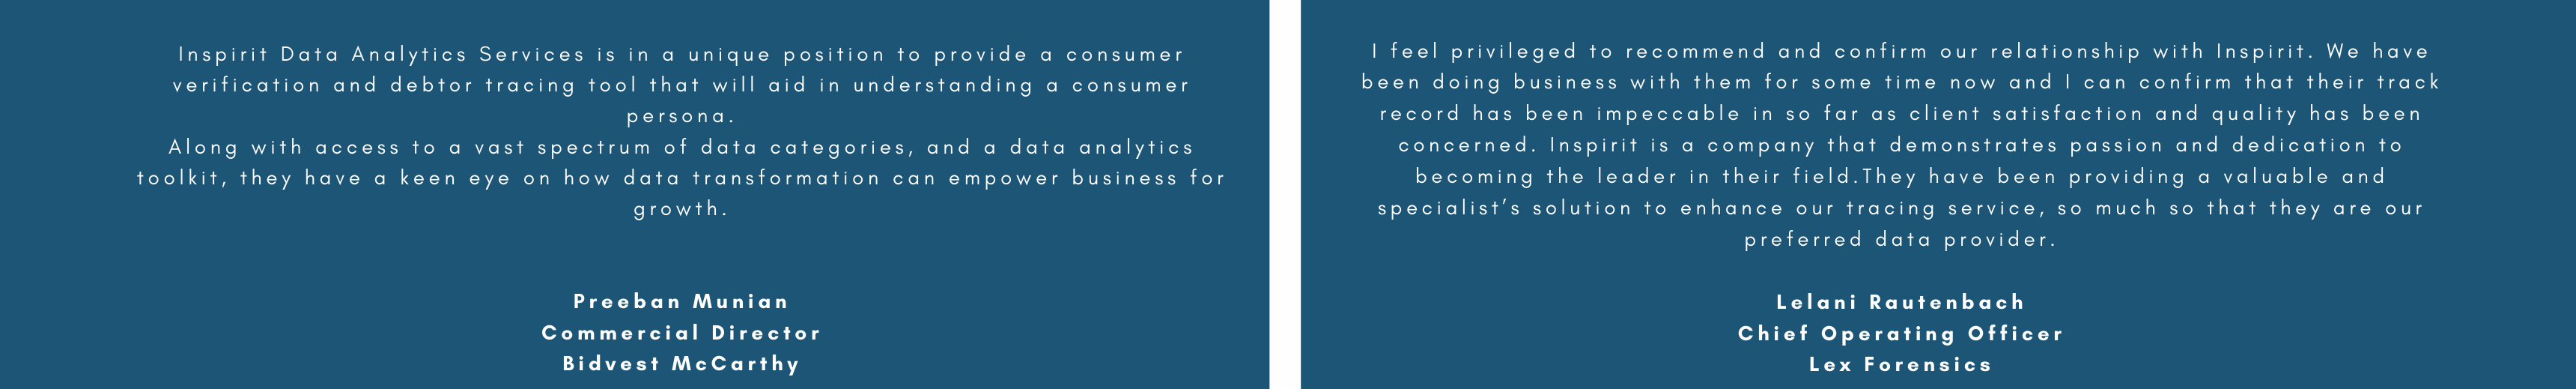 Inspirit Data Analytics Services is in a unique position to provide a consumer
verification and debtor tracing tool that will aid in understanding a consumer
persona.
Along with access to a vast spectrum of data categories, and a data analytics
toolkit, they have a keen eye on how data transformation can empower business for
growth.
Preeban Munian
Commercial Director
Bidvest McCarthy
I feel privileged to recommend and confirm our relationship with Inspirit. We have
been doing business with them for some time now and I can confirm that their track
record has been impeccable in so far as client satisfaction and quality has been
concerned. Inspirit is a company that demonstrates passion and dedication to
becoming the leader in their field.They have been providing a valuable and
specialist’s solution to enhance our tracing service, so much so that they are our
preferred data provider.
Lelani Rautenbach
Chief Operating Officer
Lex Forensics